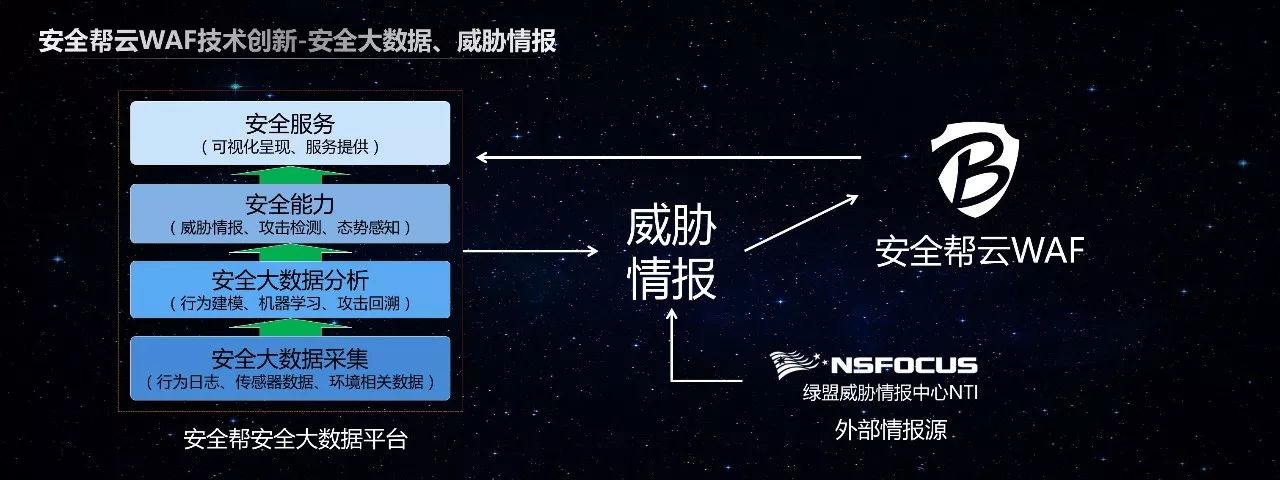 安全帮云WAF技术创新-安全大数据、威胁情报
安全服务
（可视化呈现、服务提供）
安全能力
（威胁情报、攻击检测、态势感知）
安全大数据分析
（行为建模、机器学习、攻击回溯）
安全大数据采集
（行为日志、传感器数据、环境相关数据）
安全帮安全大数据平台
威胁
情报
B
安全帮云WAF
NSFOCUS
绿盟威胁情报中心NTI
外部情报源